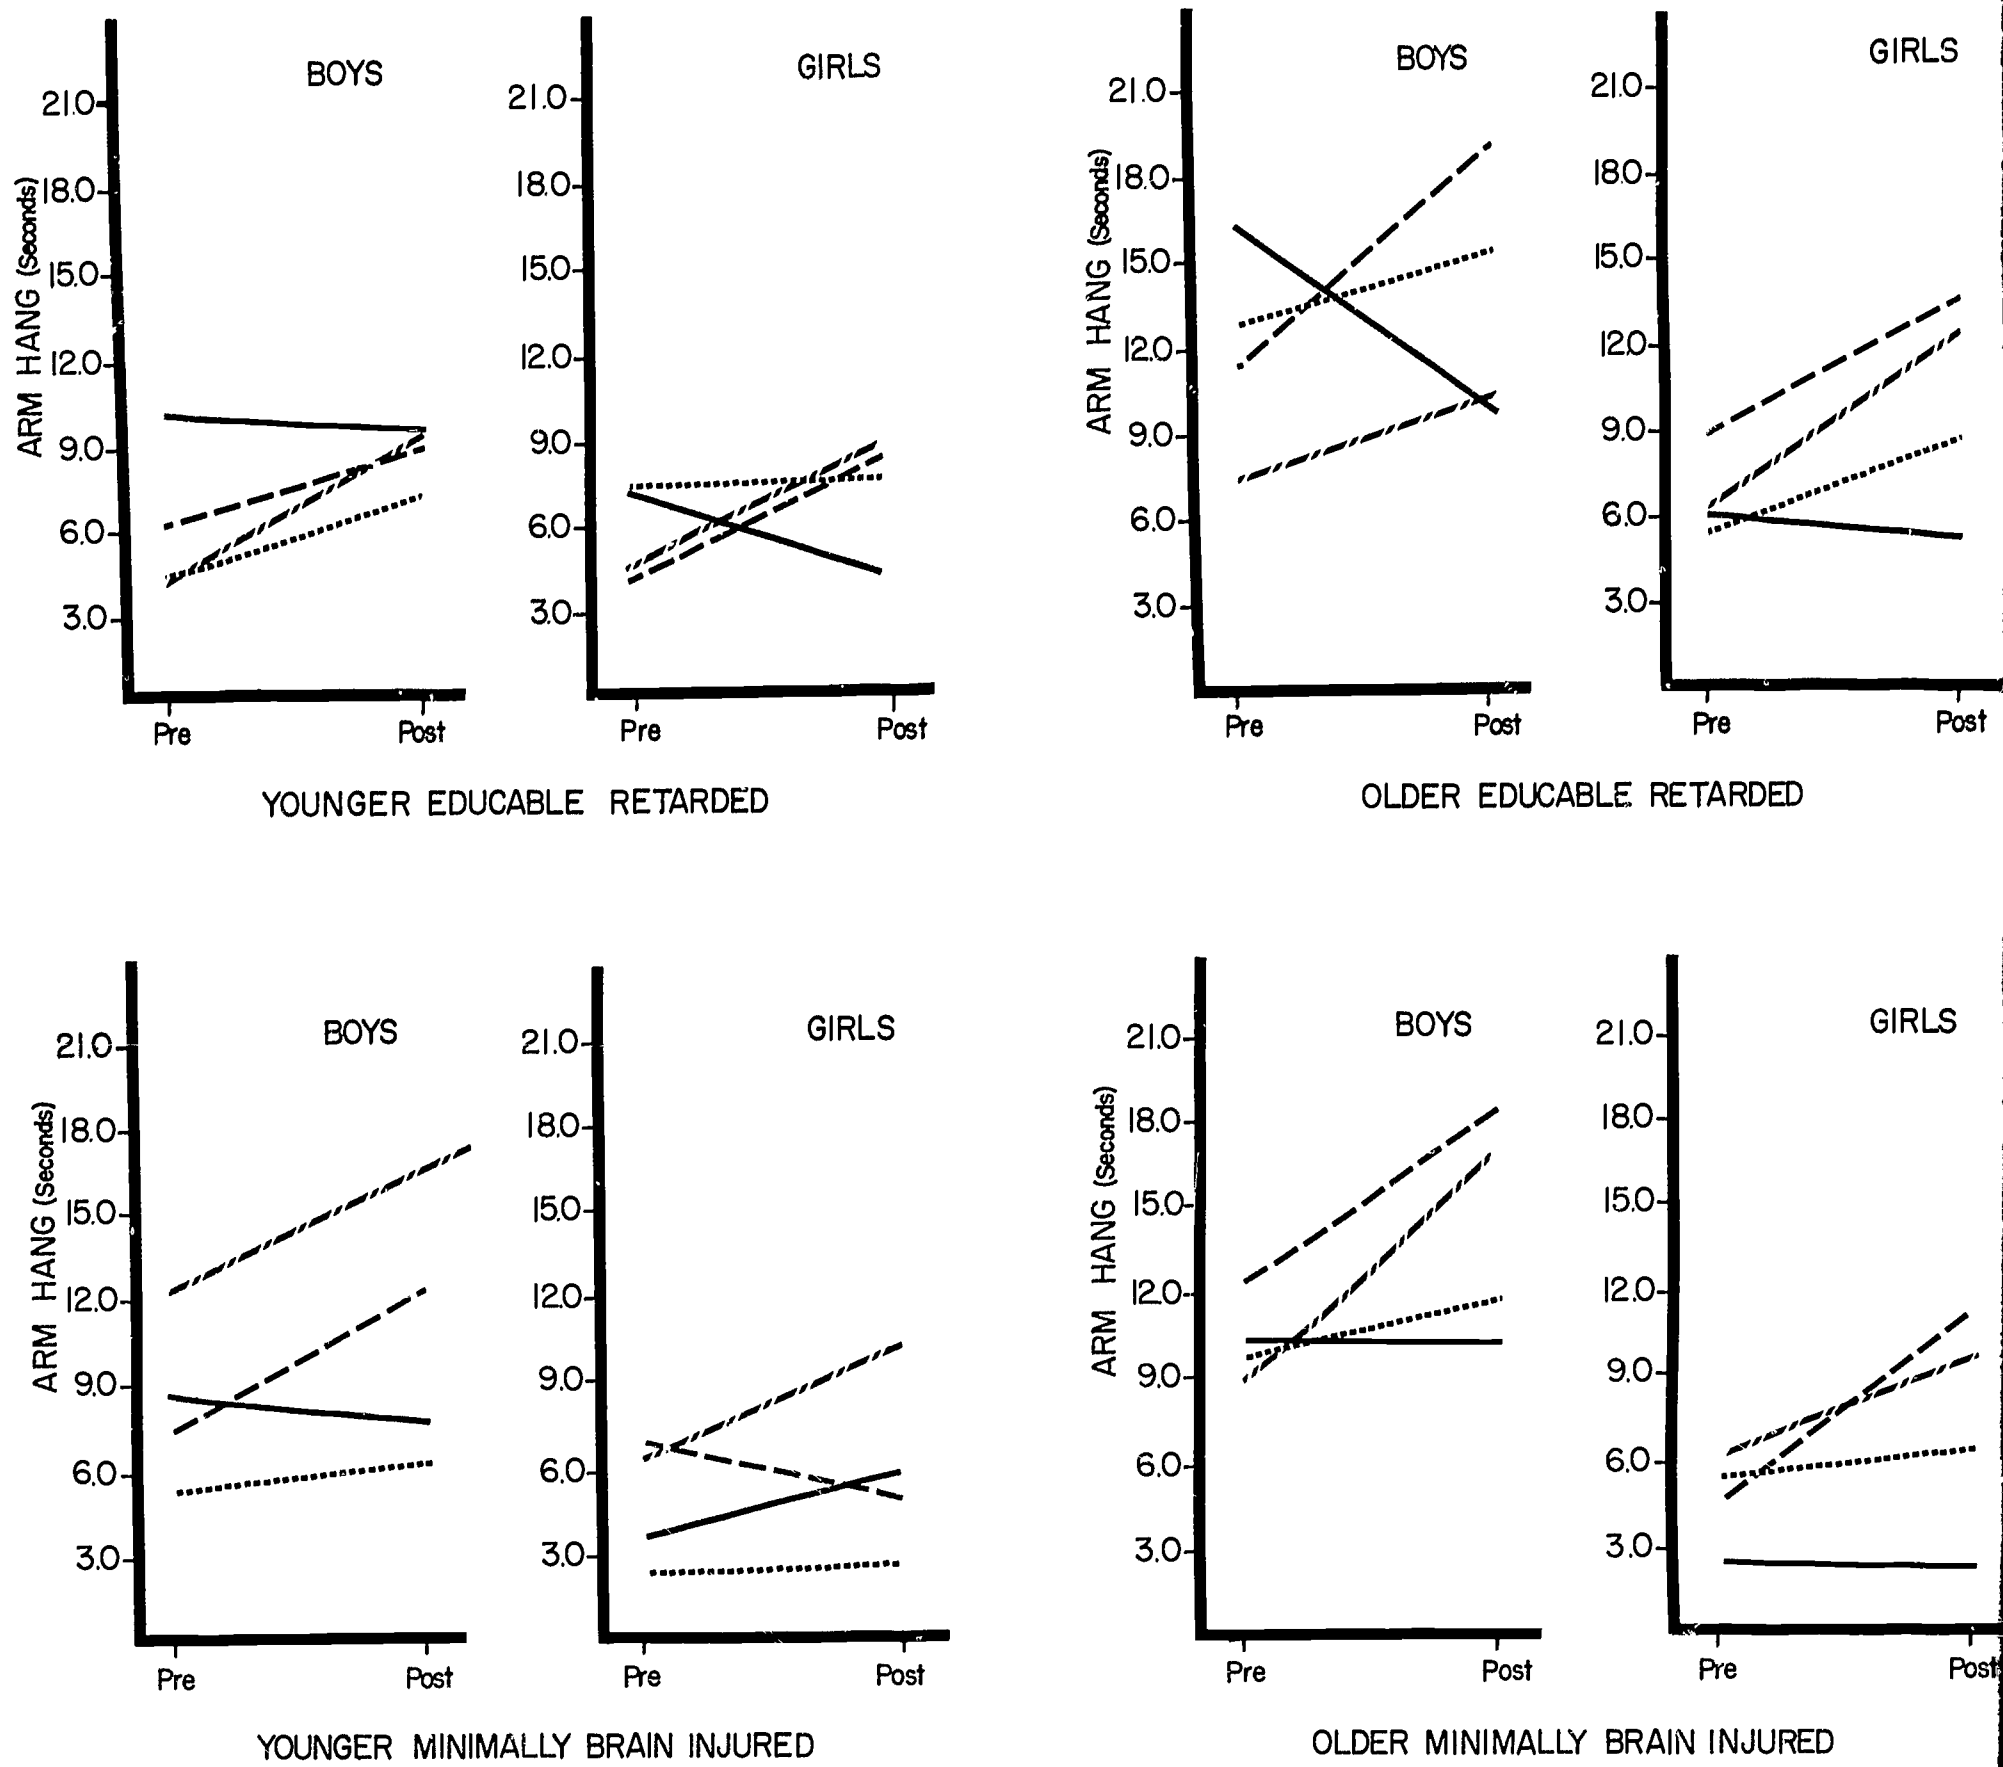 BOYS
21.0
18.0
15.0
12.0
9.0
6.0
3.0
ARM HANG (Seconds)
Pre Post
GIRLS
21.0
18.0
15.0
12.0
9.0
6.0
3.0
Pre Post
YOUNGER EDUCABLE RETARDED
BOYS
21.0
18.0
15.0
12.0
9.0
6.0
3.0
ARM HANG (Seconds)
Pre Post
GIRLS
21.0
18.0
15.0
12.0
9.0
6.0
3.0
Pre Post
OLDER EDUCABLE RETARDED
BOYS
21.0
18.0
15.0
12.0
9.0
6.0
3.0
ARM HANG (Seconds)
Pre Post
GIRLS
21.0
18.0
15.0
12.0
9.0
6.0
3.0
Pre Post
YOUNGER MINIMALLY BRAIN INJURED
BOYS
21.0
18.0
15.0
12.0
9.0
6.0
3.0
ARM HANG (Seconds)
Pre Post
GIRLS
21.0
18.0
15.0
12.0
9.0
6.0
3.0
Pre Post
OLDER MINIMALLY BRAIN INJURED